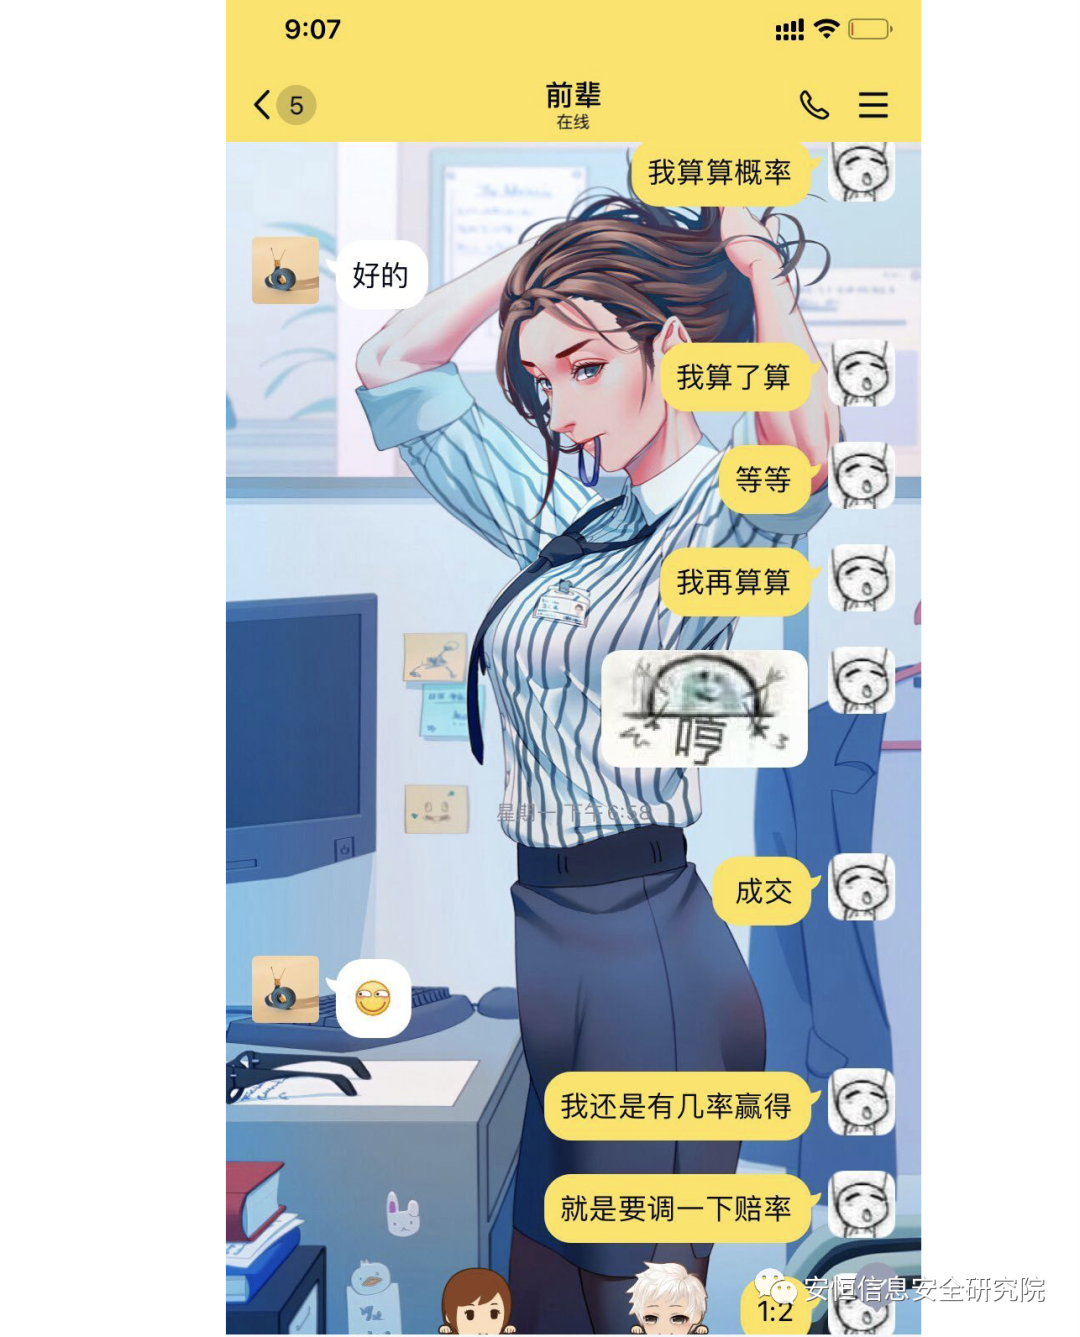 9:07
5
前辈
在线
我算算概率
好的
我算了算
等等
我再算算
哼
星期一 下午6:58
成交
我还是有几率赢得
就是要调一下赔率
1:2
安恒信息安全研究院